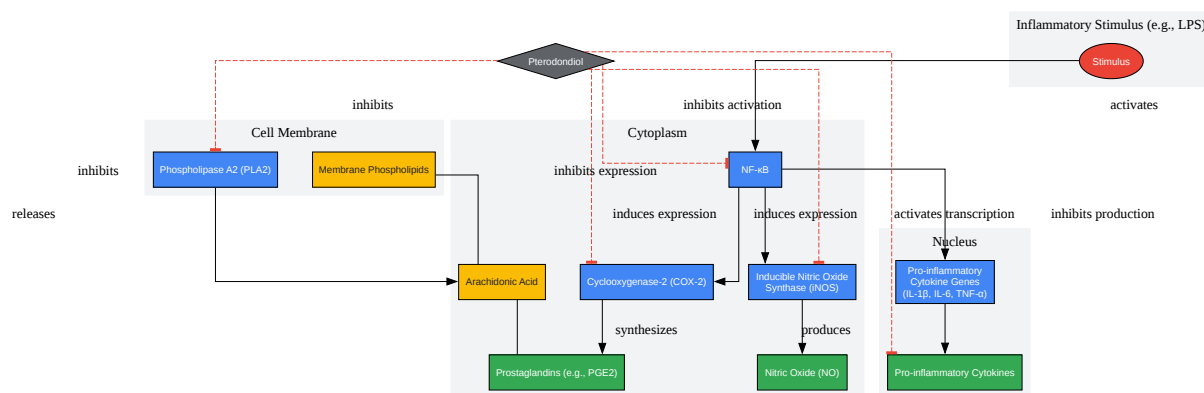 Inflammatory Stimulus (e.g., LPS)
Pterodondiol
Stimulus
inhibits
inhibits activation
activates
Cell Membrane
Cytoplasm
Phospholipase A2 (PLA2)
Membrane Phospholipids
NF-κB
inhibits
inhibits expression
releases
induces expression
induces expression
activates transcription
inhibits production
Nucleus
Arachidonic Acid
Cyclooxygenase-2 (COX-2)
Inducible Nitric Oxide
Synthase (iNOS)
Pro-inflammatory
Cytokine Genes
(IL-1β, IL-6, TNF-α)
synthesizes
produces
Prostaglandins (e.g., PGE2)
Nitric Oxide (NO)
Pro-inflammatory Cytokines